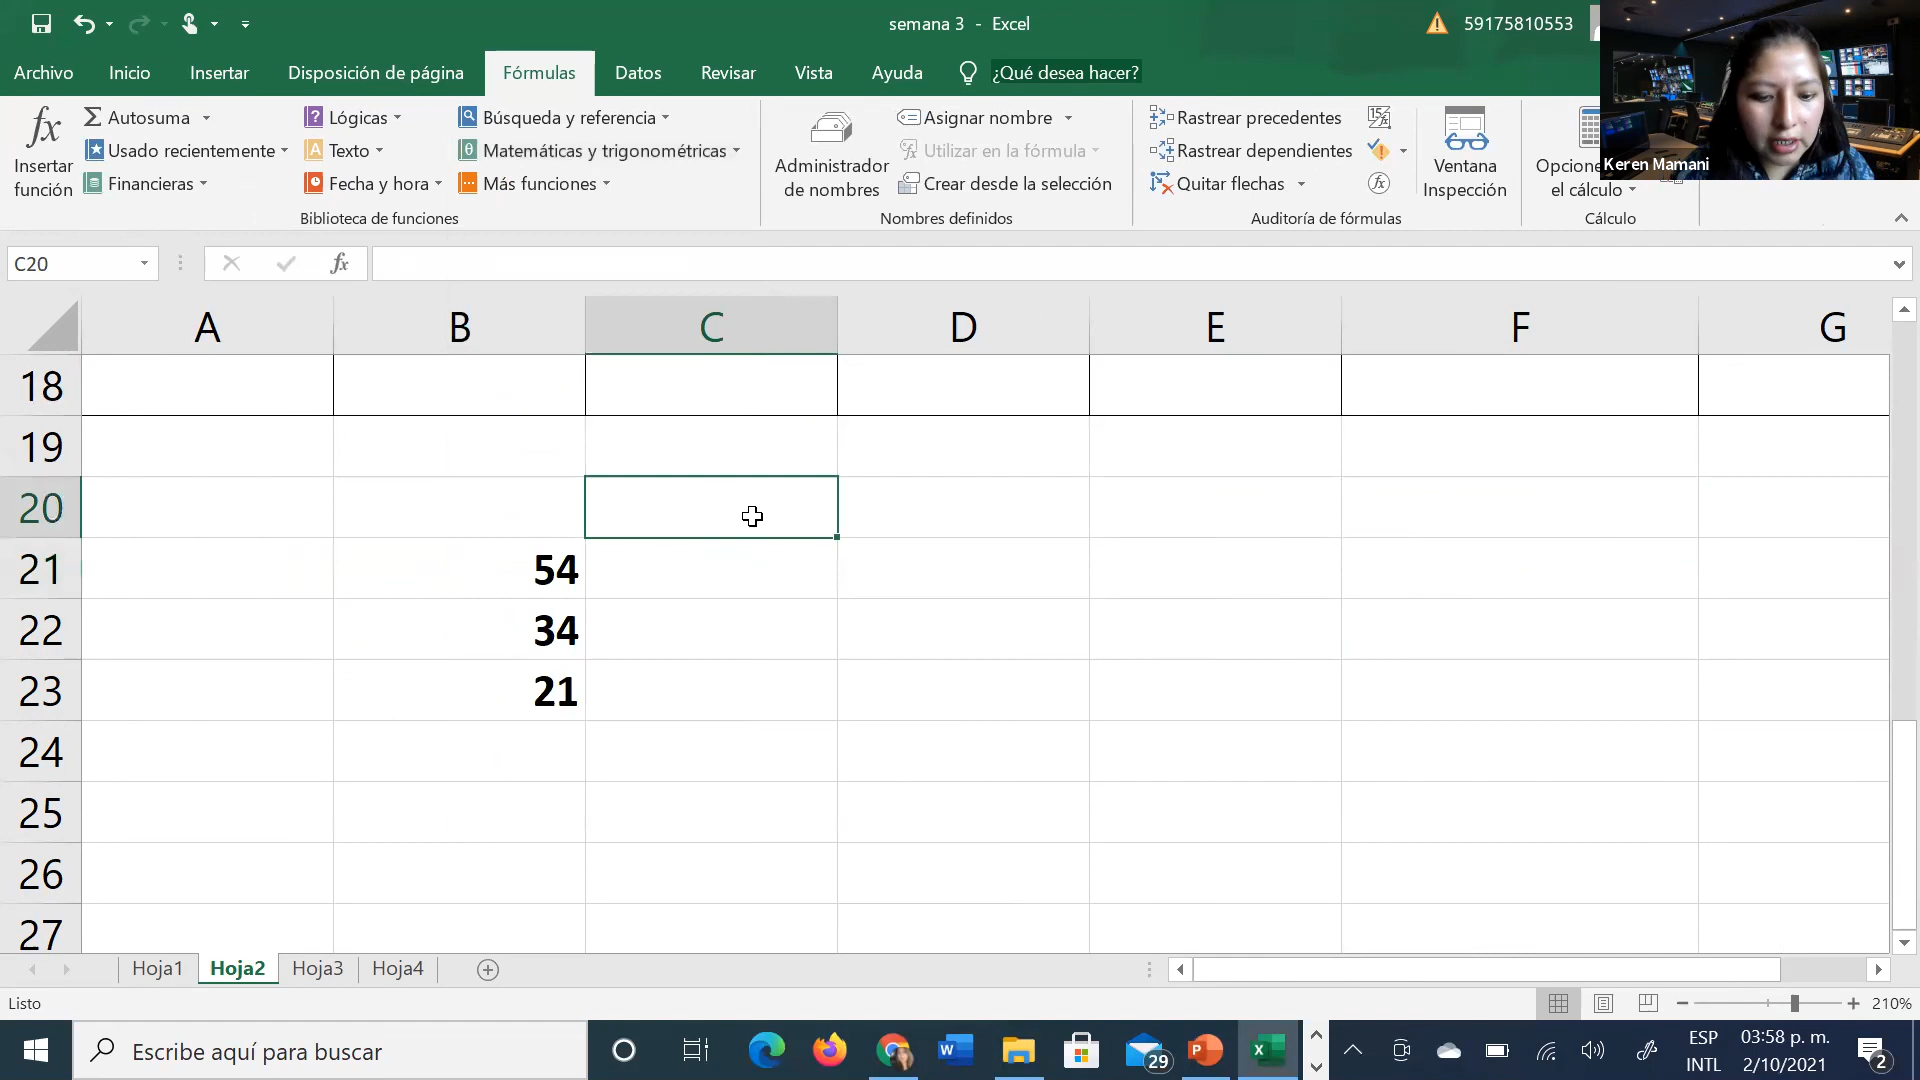 semana 3 - Excel
59175810553
Archivo Inicio Insertar Disposición de página Fórmulas Datos Revisar Vista Ayuda ¿Qué desea hacer?
Insertar función
Autosuma
Usado recientemente
Financieras
Lógicas
Texto
Fecha y hora
Búsqueda y referencia
Matemáticas y trigonométricas
Más funciones
Biblioteca de funciones
Administrador de nombres
Asignar nombre
Utilizar en la fórmula
Crear desde la selección
Nombres definidos
Rastrear precedentes
Rastrear dependientes
Quitar flechas
Auditoría de fórmulas
Ventana Inspección
el cálculo
Cálculo
Keren Mamani
C20
fx
A B C D E F G
18
19
20
21 54
22 34
23 21
24
25
26
27
Hoja1 Hoja2 Hoja3 Hoja4
Listo
210%
Escribe aquí para buscar
29
ESP
INTL
03:58 p. m.
2/10/2021
2